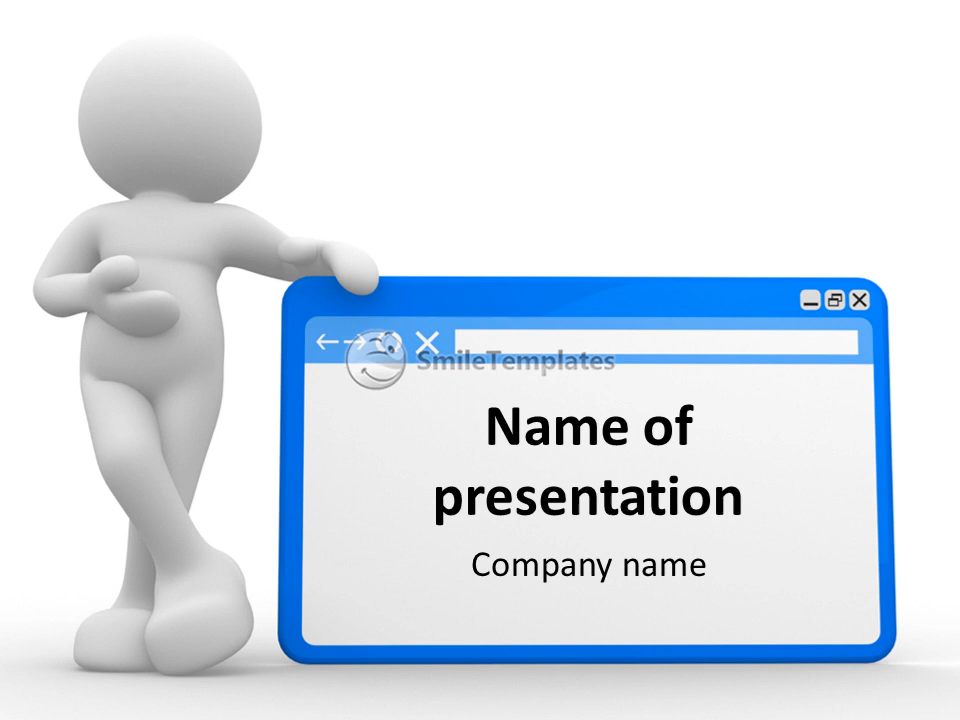 SmileTemplates
Name of
presentation
Company name